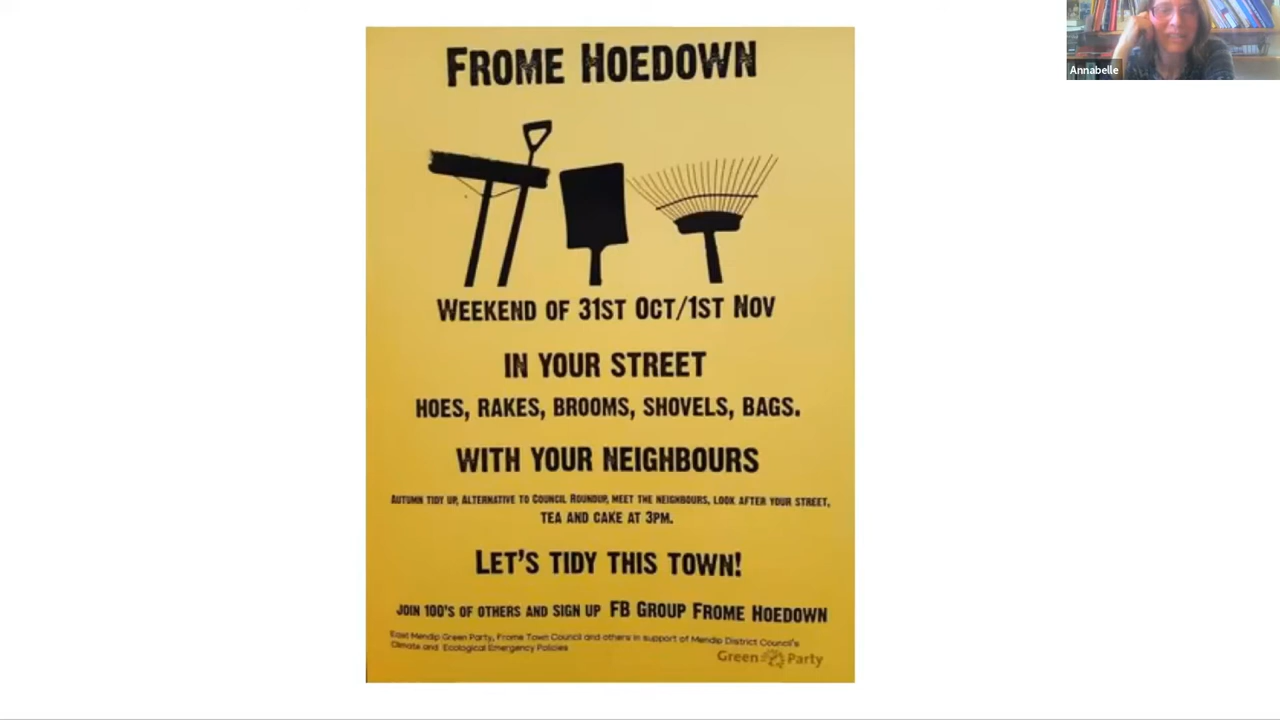 FROME HOEDOWN
WEEKEND OF 31ST OCT/1ST NOV
IN YOUR STREET
HOES, RAKES, BROOMS, SHOVELS, BAGS.
WITH YOUR NEIGHBOURS
AUTUMN TIDY UP, ALTERNATIVE TO COUNCIL ROUNDUP, MEET THE NEIGHBOURS, LOOK AFTER YOUR STREET,
TEA AND CAKE AT 3PM.
LET'S TIDY THIS TOWN!
JOIN 100'S OF OTHERS AND SIGN UP FB GROUP FROME HOEDOWN
East Mendip Green Party, Frome Town Council and others in support of Mendip District Council's
Climate and Ecological Emergency Policies
Green Party
Annabelle